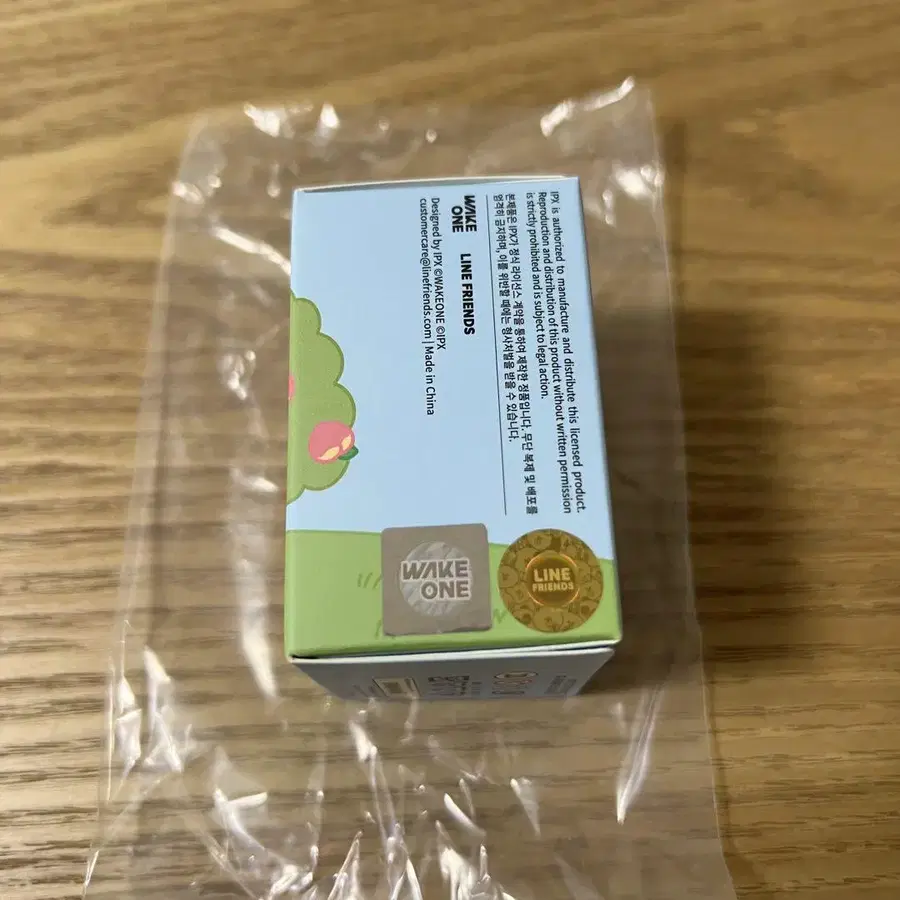 IPX is authorized to manufacture and distribute this licensed product.
Reproduction and distribution of this product without written permission
is strictly prohibited and is subject to legal action.
본제품은 IPX가 정식 라이선스 계약을 통하여 제작한 정품입니다. 무단 복제 및 배포를
엄격히 금지하며, 이를 위반할 때에는 형사처벌을 받을 수 있습니다.
WAKE
ONE
LINE FRIENDS
Designed by IPX ©WAKEONE ©IPX
customercare@linefriends.com | Made in China
WAKE
ONE
LINE
FRIENDS